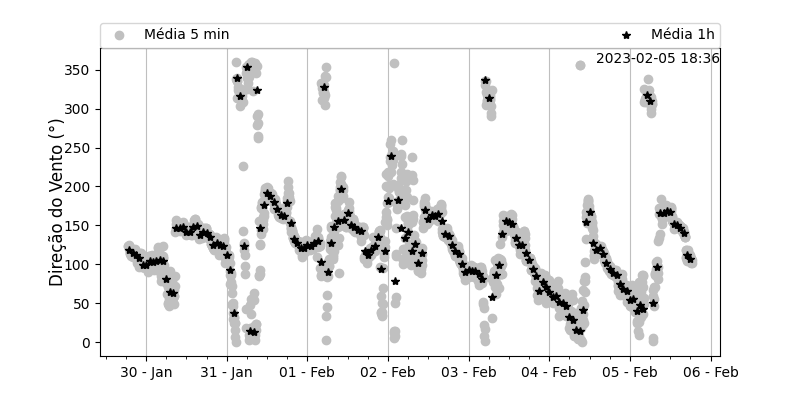 Média 5 min
Média 1h
2023-02-05 18:36
Direção do Vento (°)
350
300
250
200
150
100
50
0
30 - Jan
31 - Jan
01 - Feb
02 - Feb
03 - Feb
04 - Feb
05 - Feb
06 - Feb